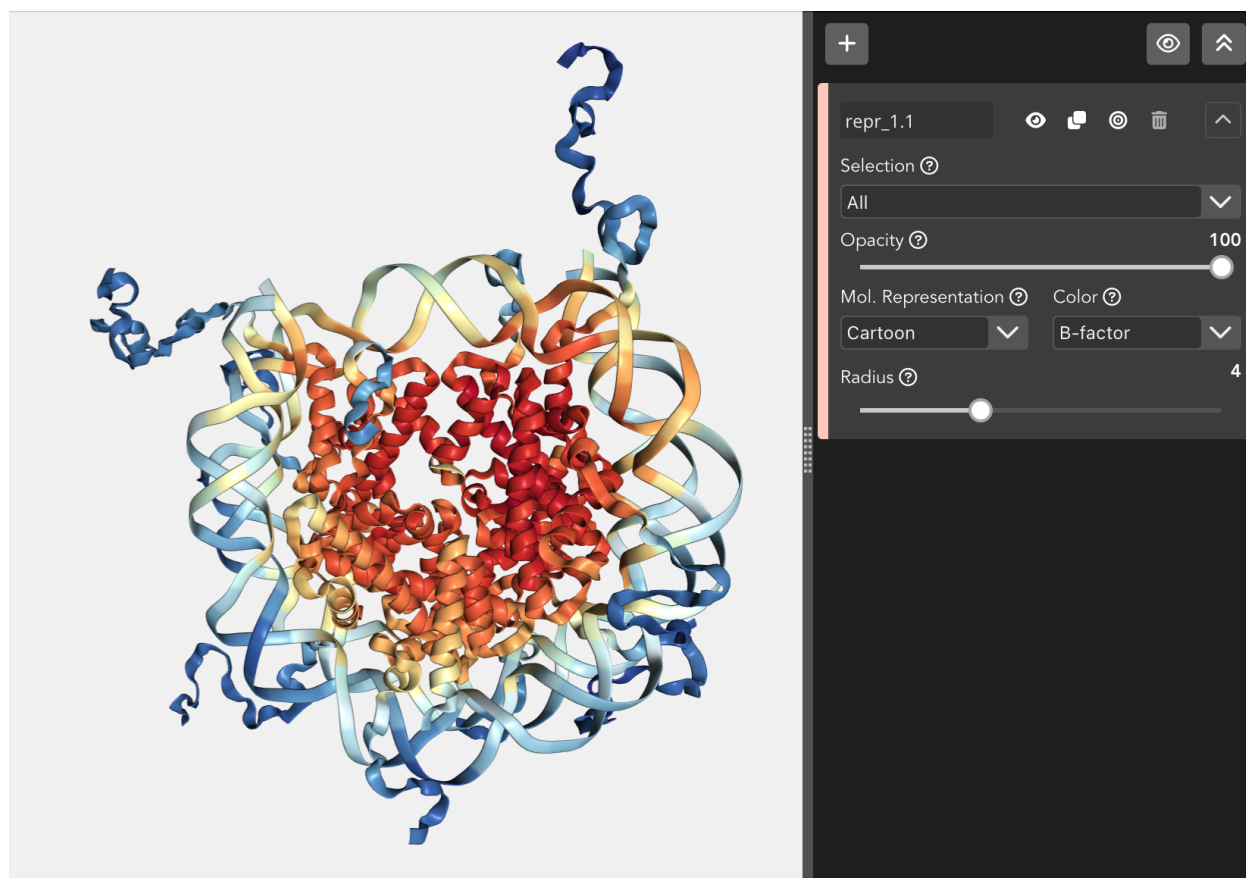 repr_1.1
Selection
All
Opacity 100
Mol. Representation Color
Cartoon B-factor
Radius 4